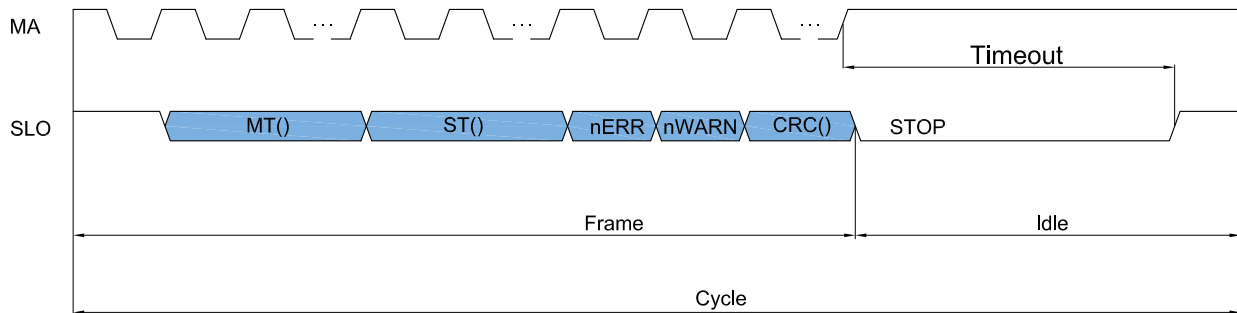 MA ... ... ...
Timeout
SLO MT() ST() nERR nWARN CRC() STOP
Frame Idle
Cycle